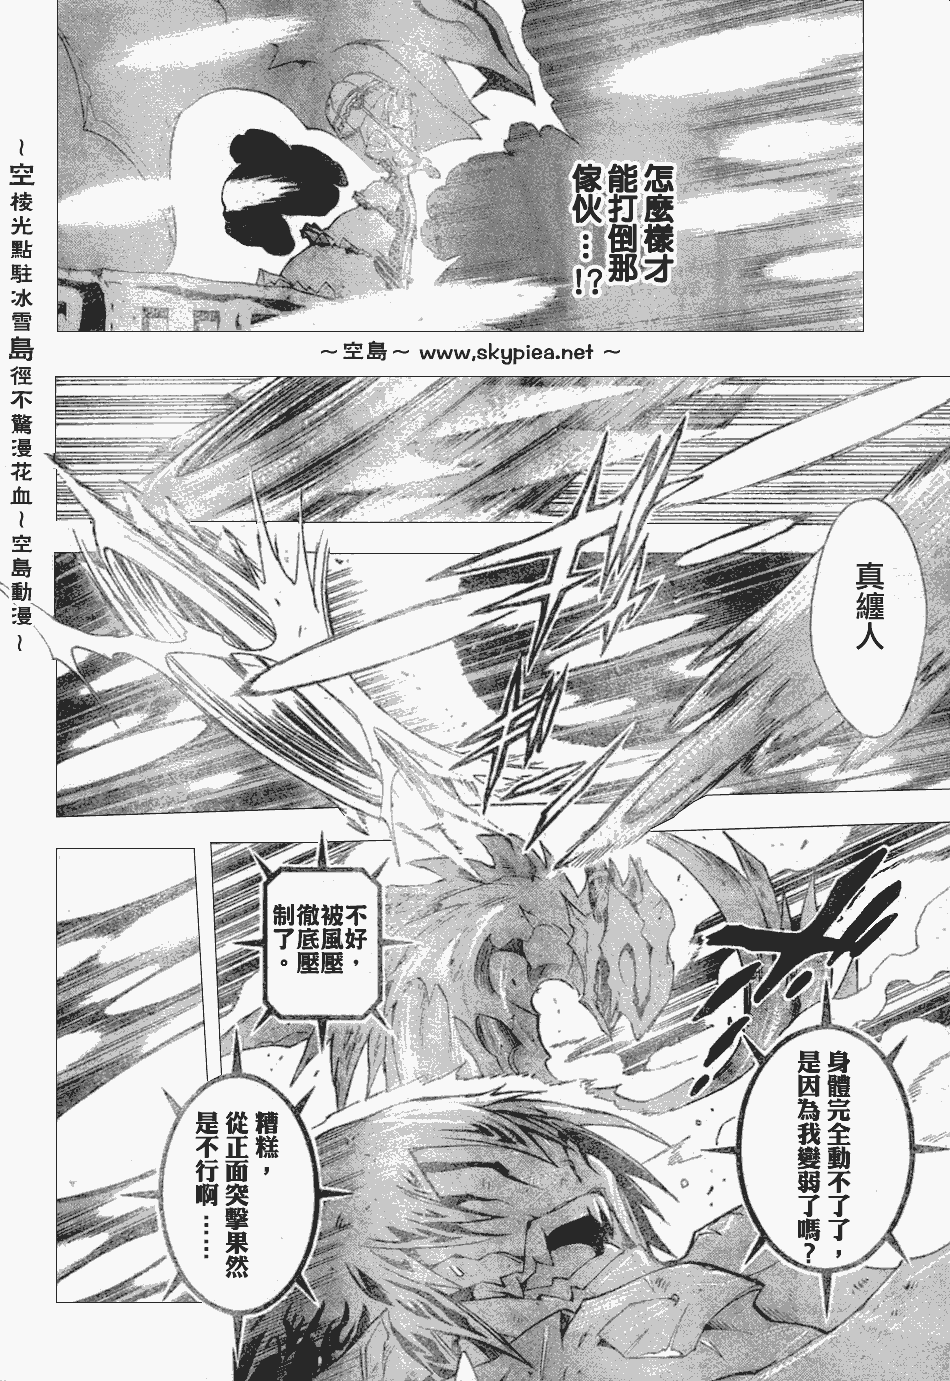 怎麼樣才
能打倒那
傢伙…!?
～空島～ www.skypiea.net ～
～空棱光點駐冰雪島徑不驚漫花血～空島動漫～
真纏人
不好，
被風壓
徹底壓
制了。
身體完全動不了了，
是因為我變弱了嗎？
糟糕，
從正面突擊果然
是不行啊……